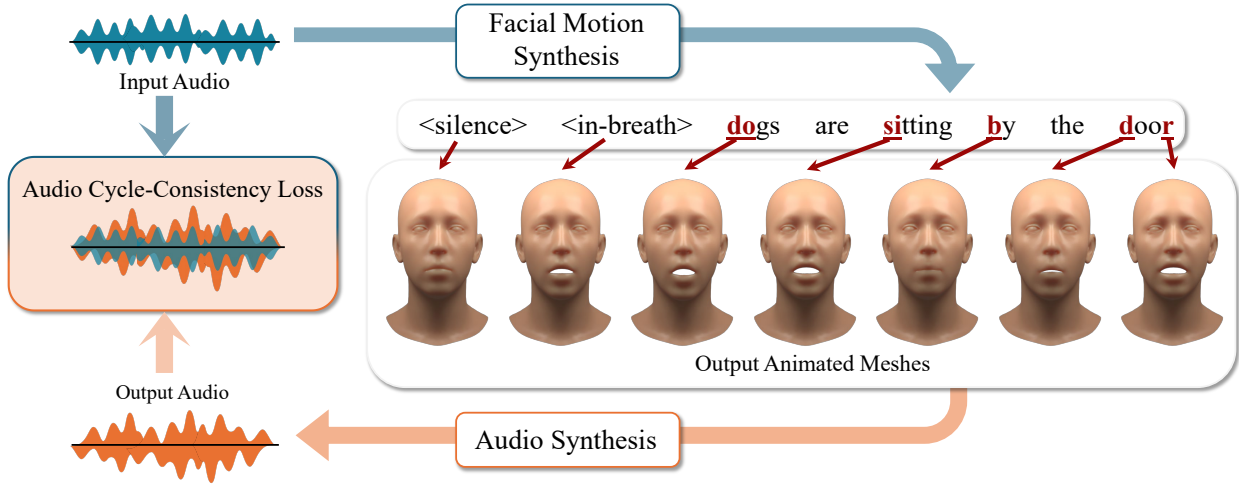 Input Audio
Facial Motion
Synthesis
<silence> <in-breath> dogs are sitting by the door
Audio Cycle-Consistency Loss
Output Animated Meshes
Output Audio
Audio Synthesis